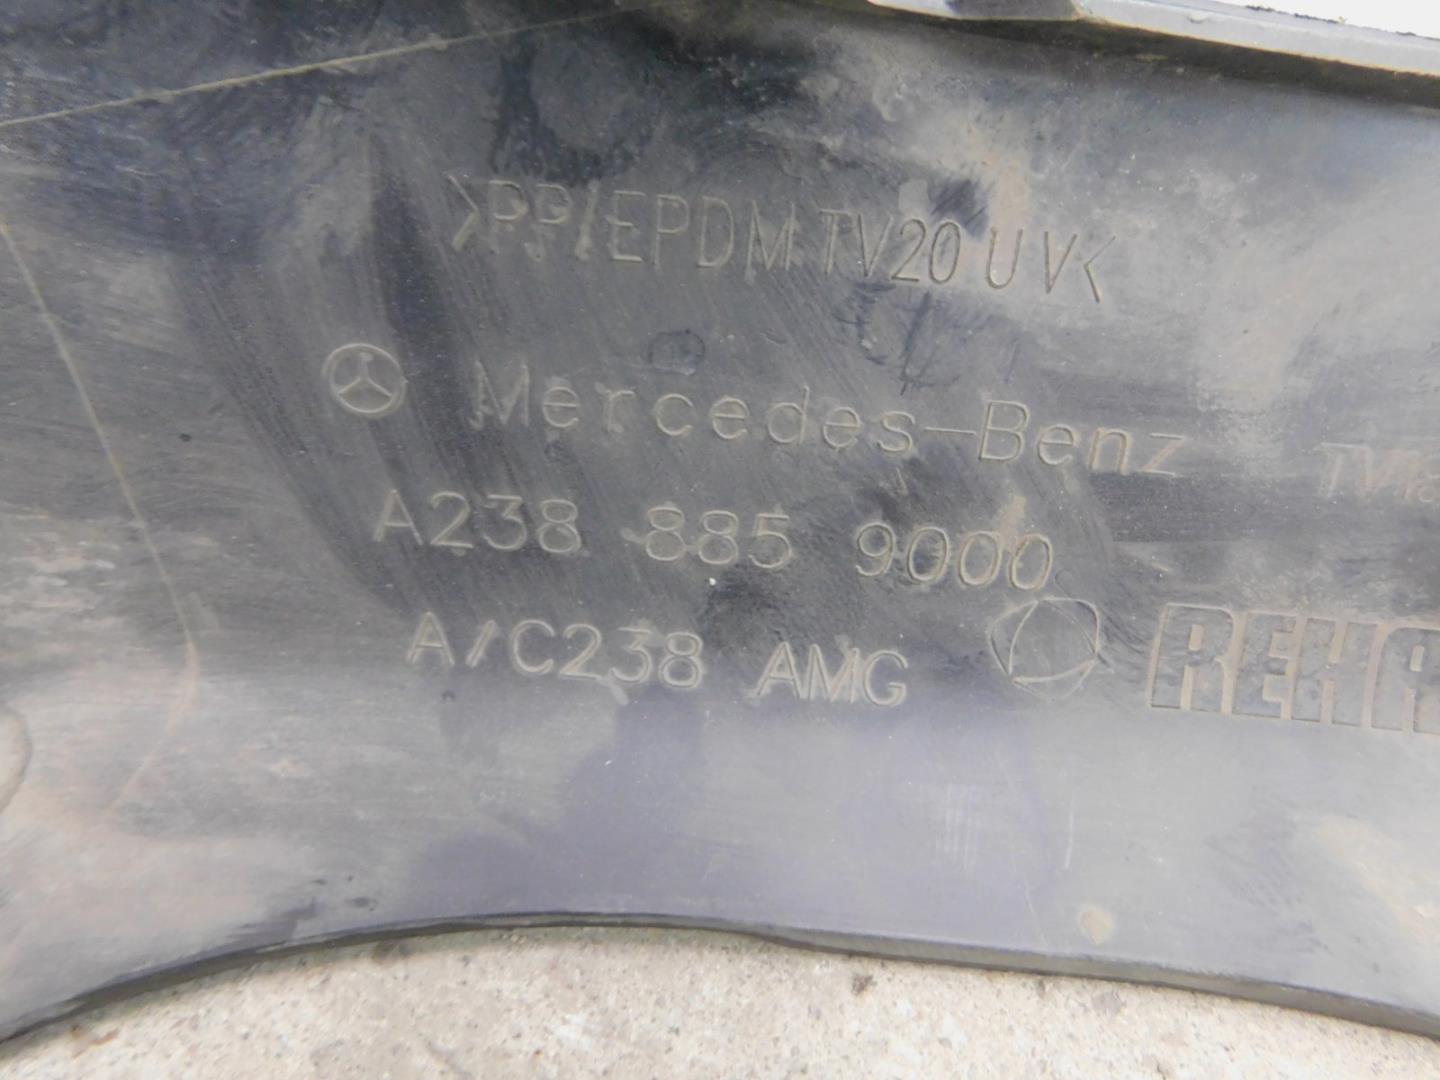 >PP/EPDM TV20 UV<
Mercedes-Benz
A238 885 9000
A/C238 AMG